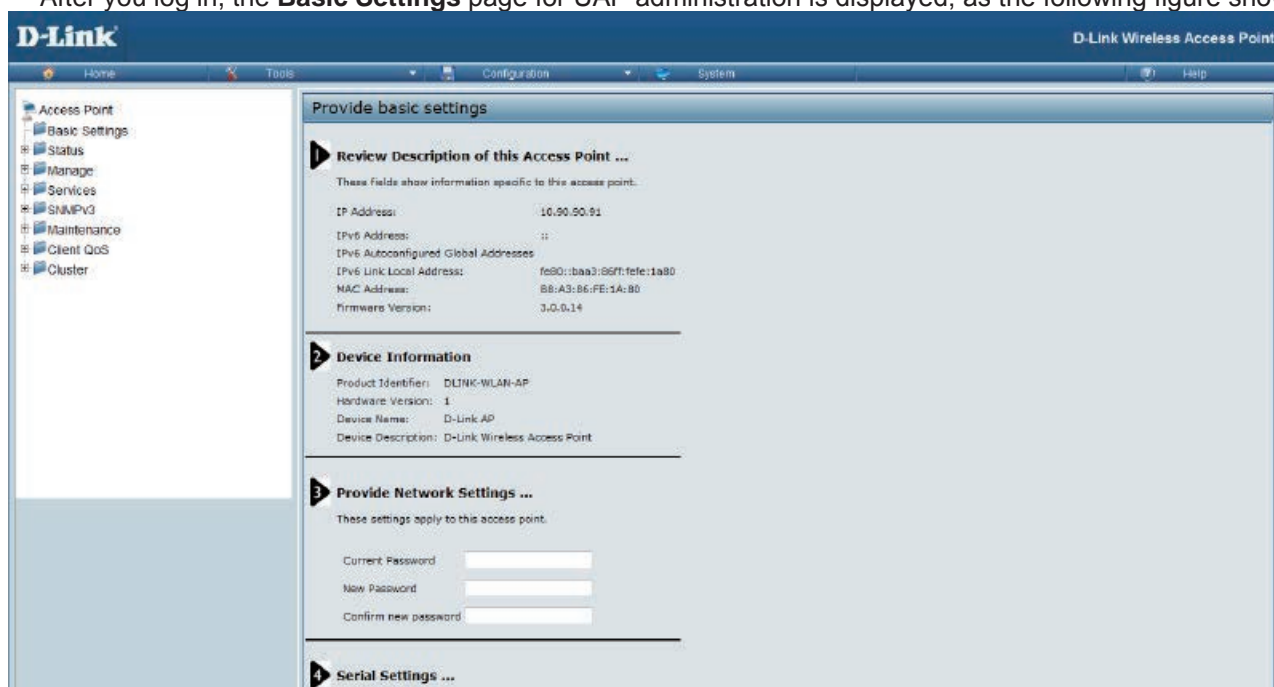 After you log in, the Basic Settings page for UAP administration is displayed, as the following figure sho
D-Link
D-Link Wireless Access Point
Home Tools Configuration System Help
Access Point
Basic Settings
Status
Manage
Services
SNMPv3
Maintenance
Client QoS
Cluster
Provide basic settings
1 Review Description of this Access Point ...
These fields show information specific to this access point.
IP Address: 10.90.90.91
IPv6 Address: ::
IPv6 Autoconfigured Global Addresses
IPv6 Link Local Address: fe80::baa3:86ff:fefe:1a80
MAC Address: B8:A3:86:FE:1A:80
Firmware Version: 3.0.0.14
2 Device Information
Product Identifier: DLINK-WLAN-AP
Hardware Version: 1
Device Name: D-Link AP
Device Description: D-Link Wireless Access Point
3 Provide Network Settings ...
These settings apply to this access point.
Current Password
New Password
Confirm new password
4 Serial Settings ...